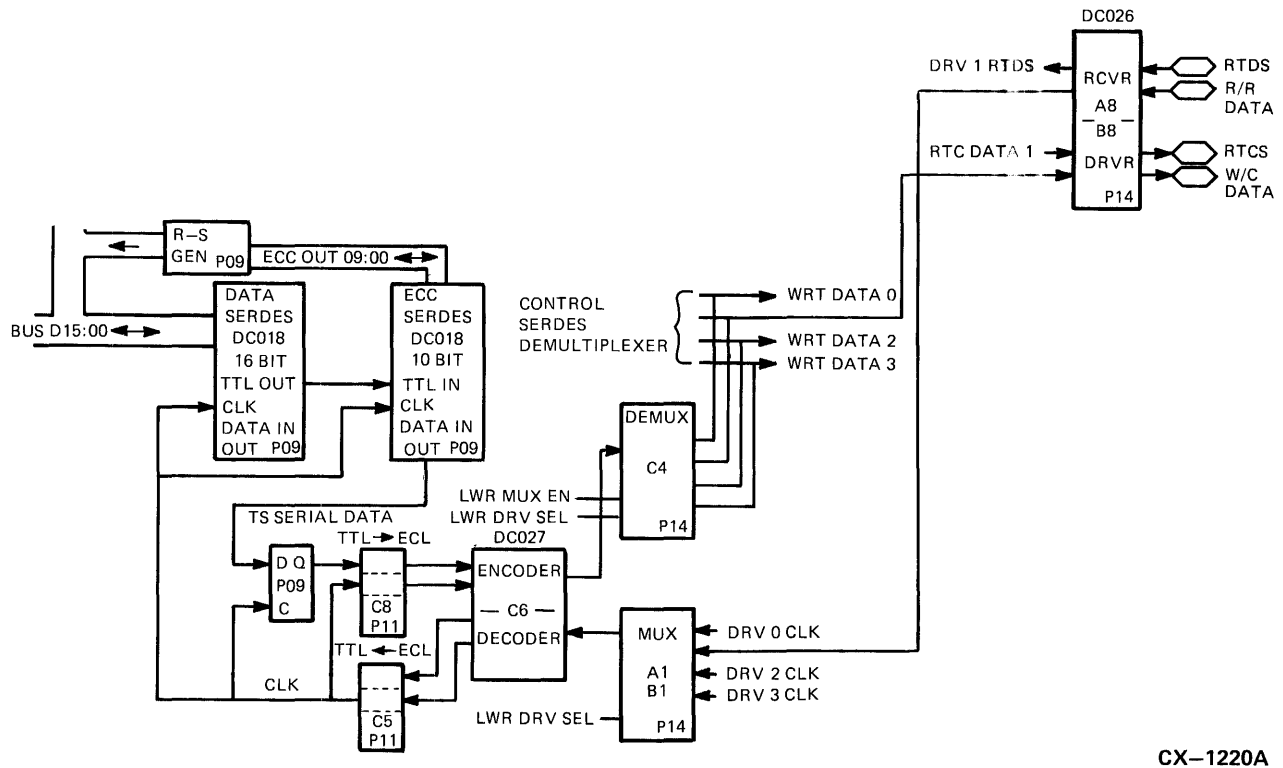 DC026
DRV 1 RTDS
RCVR
RTDS
R/R
DATA
A8
B8
RTC DATA 1
DRVR
RTCS
W/C
DATA
P14
R–S
GEN P09
ECC OUT 09:00
BUS D15:00
DATA
SERDES
DC018
16 BIT
TTL OUT
CLK
DATA IN
OUT P09
ECC
SERDES
DC018
10 BIT
TTL IN
CLK
DATA IN
OUT P09
CONTROL
SERDES
DEMULTIPLEXER
WRT DATA 0
WRT DATA 2
WRT DATA 3
DEMUX
C4
P14
LWR MUX EN
LWR DRV SEL
TS SERIAL DATA
TTL→ECL
D Q
P09
C
C8
P11
DC027
ENCODER
— C6 —
DECODER
TTL←ECL
CLK
C5
P11
MUX
A1
B1
P14
DRV 0 CLK
DRV 2 CLK
DRV 3 CLK
LWR DRV SEL
CX–1220A